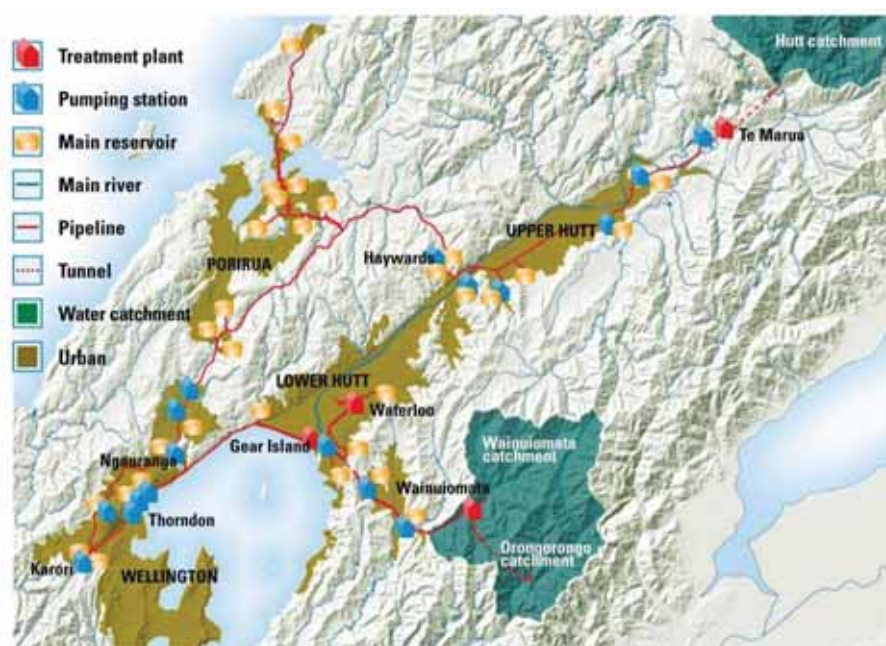 Treatment plant
Pumping station
Main reservoir
Main river
Pipeline
Tunnel
Water catchment
Urban
Hutt catchment
Te Marua
UPPER HUTT
Haywards
PORIRUA
LOWER HUTT
Waterloo
Gear Island
Wainuiomata
catchment
Ngauranga
Wainuiomata
Thorndon
Orongorongo
catchment
Karori
WELLINGTON